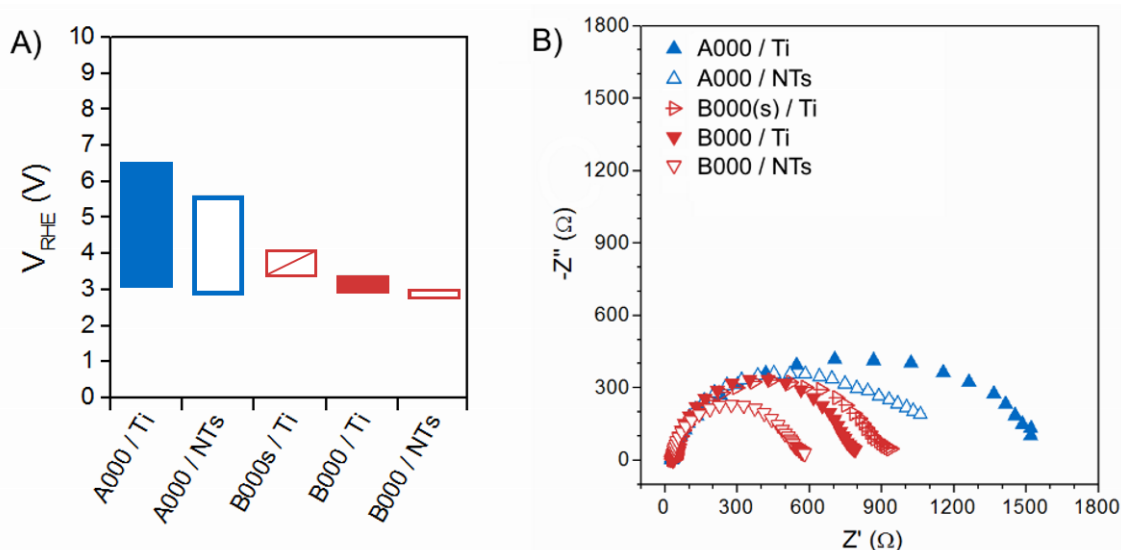 A)
10
9
8
7
6
5
4
3
2
1
0
V_RHE (V)
A000 / Ti
A000 / NTs
B000s / Ti
B000 / Ti
B000 / NTs
B)
1800
1500
1200
900
600
300
0
-Z'' (Ω)
A000 / Ti
A000 / NTs
B000(s) / Ti
B000 / Ti
B000 / NTs
0 300 600 900 1200 1500 1800
Z' (Ω)